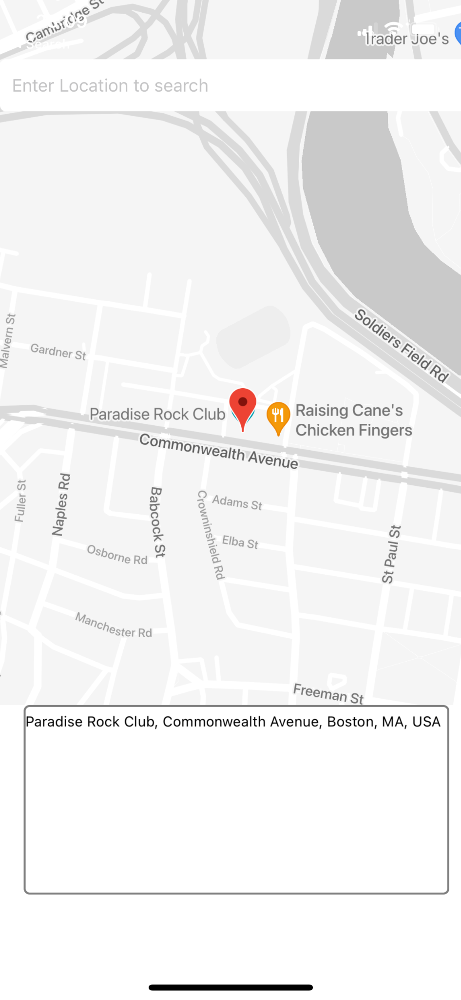 Cambridge St
Search
Trader Joe's
Enter Location to search
Soldiers Field Rd
Malvern St
Gardner St
Paradise Rock Club
Raising Cane's
Chicken Fingers
Commonwealth Avenue
Fuller St
Naples Rd
Babcock St
Crowninshield Rd
Adams St
Elba St
Osborne Rd
St Paul St
Manchester Rd
Freeman St
Paradise Rock Club, Commonwealth Avenue, Boston, MA, USA